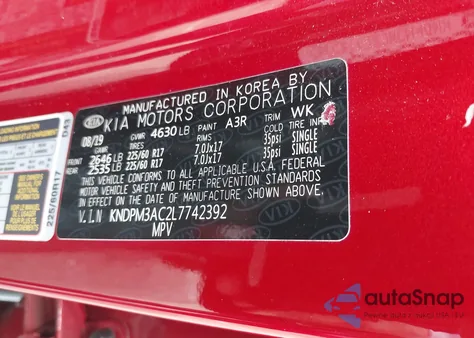 MANUFACTURED IN KOREA BY
KIA KIA MOTORS CORPORATION
08/19 GVWR 4630 LB PAINT A3R TRIM WK
FRONT 2646 LB 225/60 R17 7.0Jx17 COLD TIRE INF 35psi SINGLE
REAR 2535 LB 225/60 R17 7.0Jx17 35psi SINGLE
THIS VEHICLE CONFORMS TO ALL APPLICABLE U.S.A. FEDERAL
MOTOR VEHICLE SAFETY AND THEFT PREVENTION STANDARDS
IN EFFECT ON THE DATE OF MANUFACTURE SHOWN ABOVE.
V.I.N KNDPM3AC2L7742392
MPV
225/60R17
autoSnap